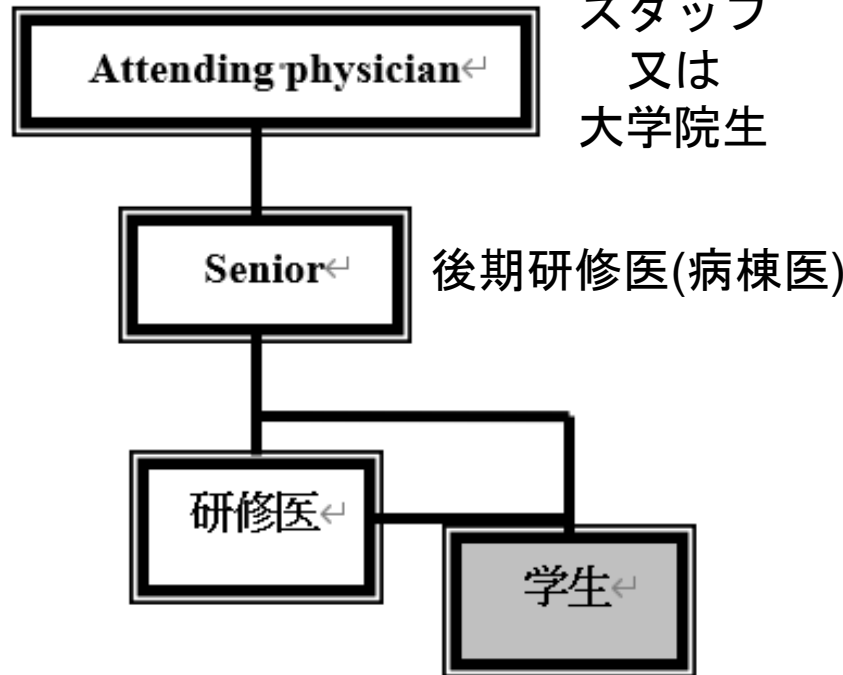 スタッフ
又は
大学院生
Attending physician↵
Senior↵
後期研修医(病棟医)
研修医↵
学生↵